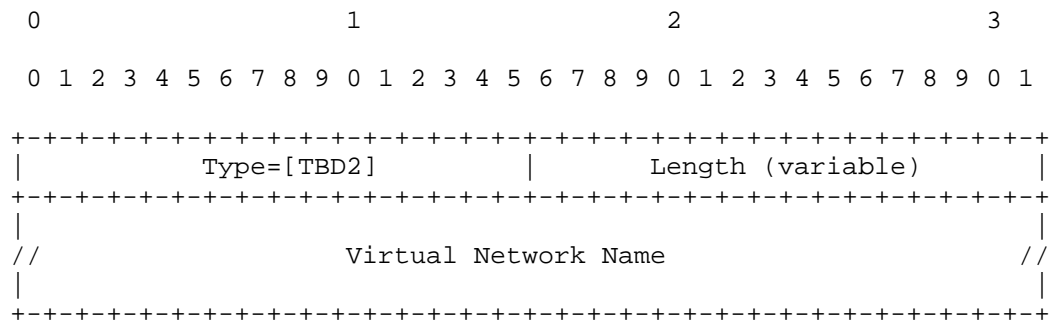 0                   1                   2                   3
 0 1 2 3 4 5 6 7 8 9 0 1 2 3 4 5 6 7 8 9 0 1 2 3 4 5 6 7 8 9 0 1
+-+-+-+-+-+-+-+-+-+-+-+-+-+-+-+-+-+-+-+-+-+-+-+-+-+-+-+-+-+-+-+-+
|           Type=[TBD2]         |       Length (variable)       |
+-+-+-+-+-+-+-+-+-+-+-+-+-+-+-+-+-+-+-+-+-+-+-+-+-+-+-+-+-+-+-+-+
|                                                               |
//                   Virtual Network Name                      //
|                                                               |
+-+-+-+-+-+-+-+-+-+-+-+-+-+-+-+-+-+-+-+-+-+-+-+-+-+-+-+-+-+-+-+-+